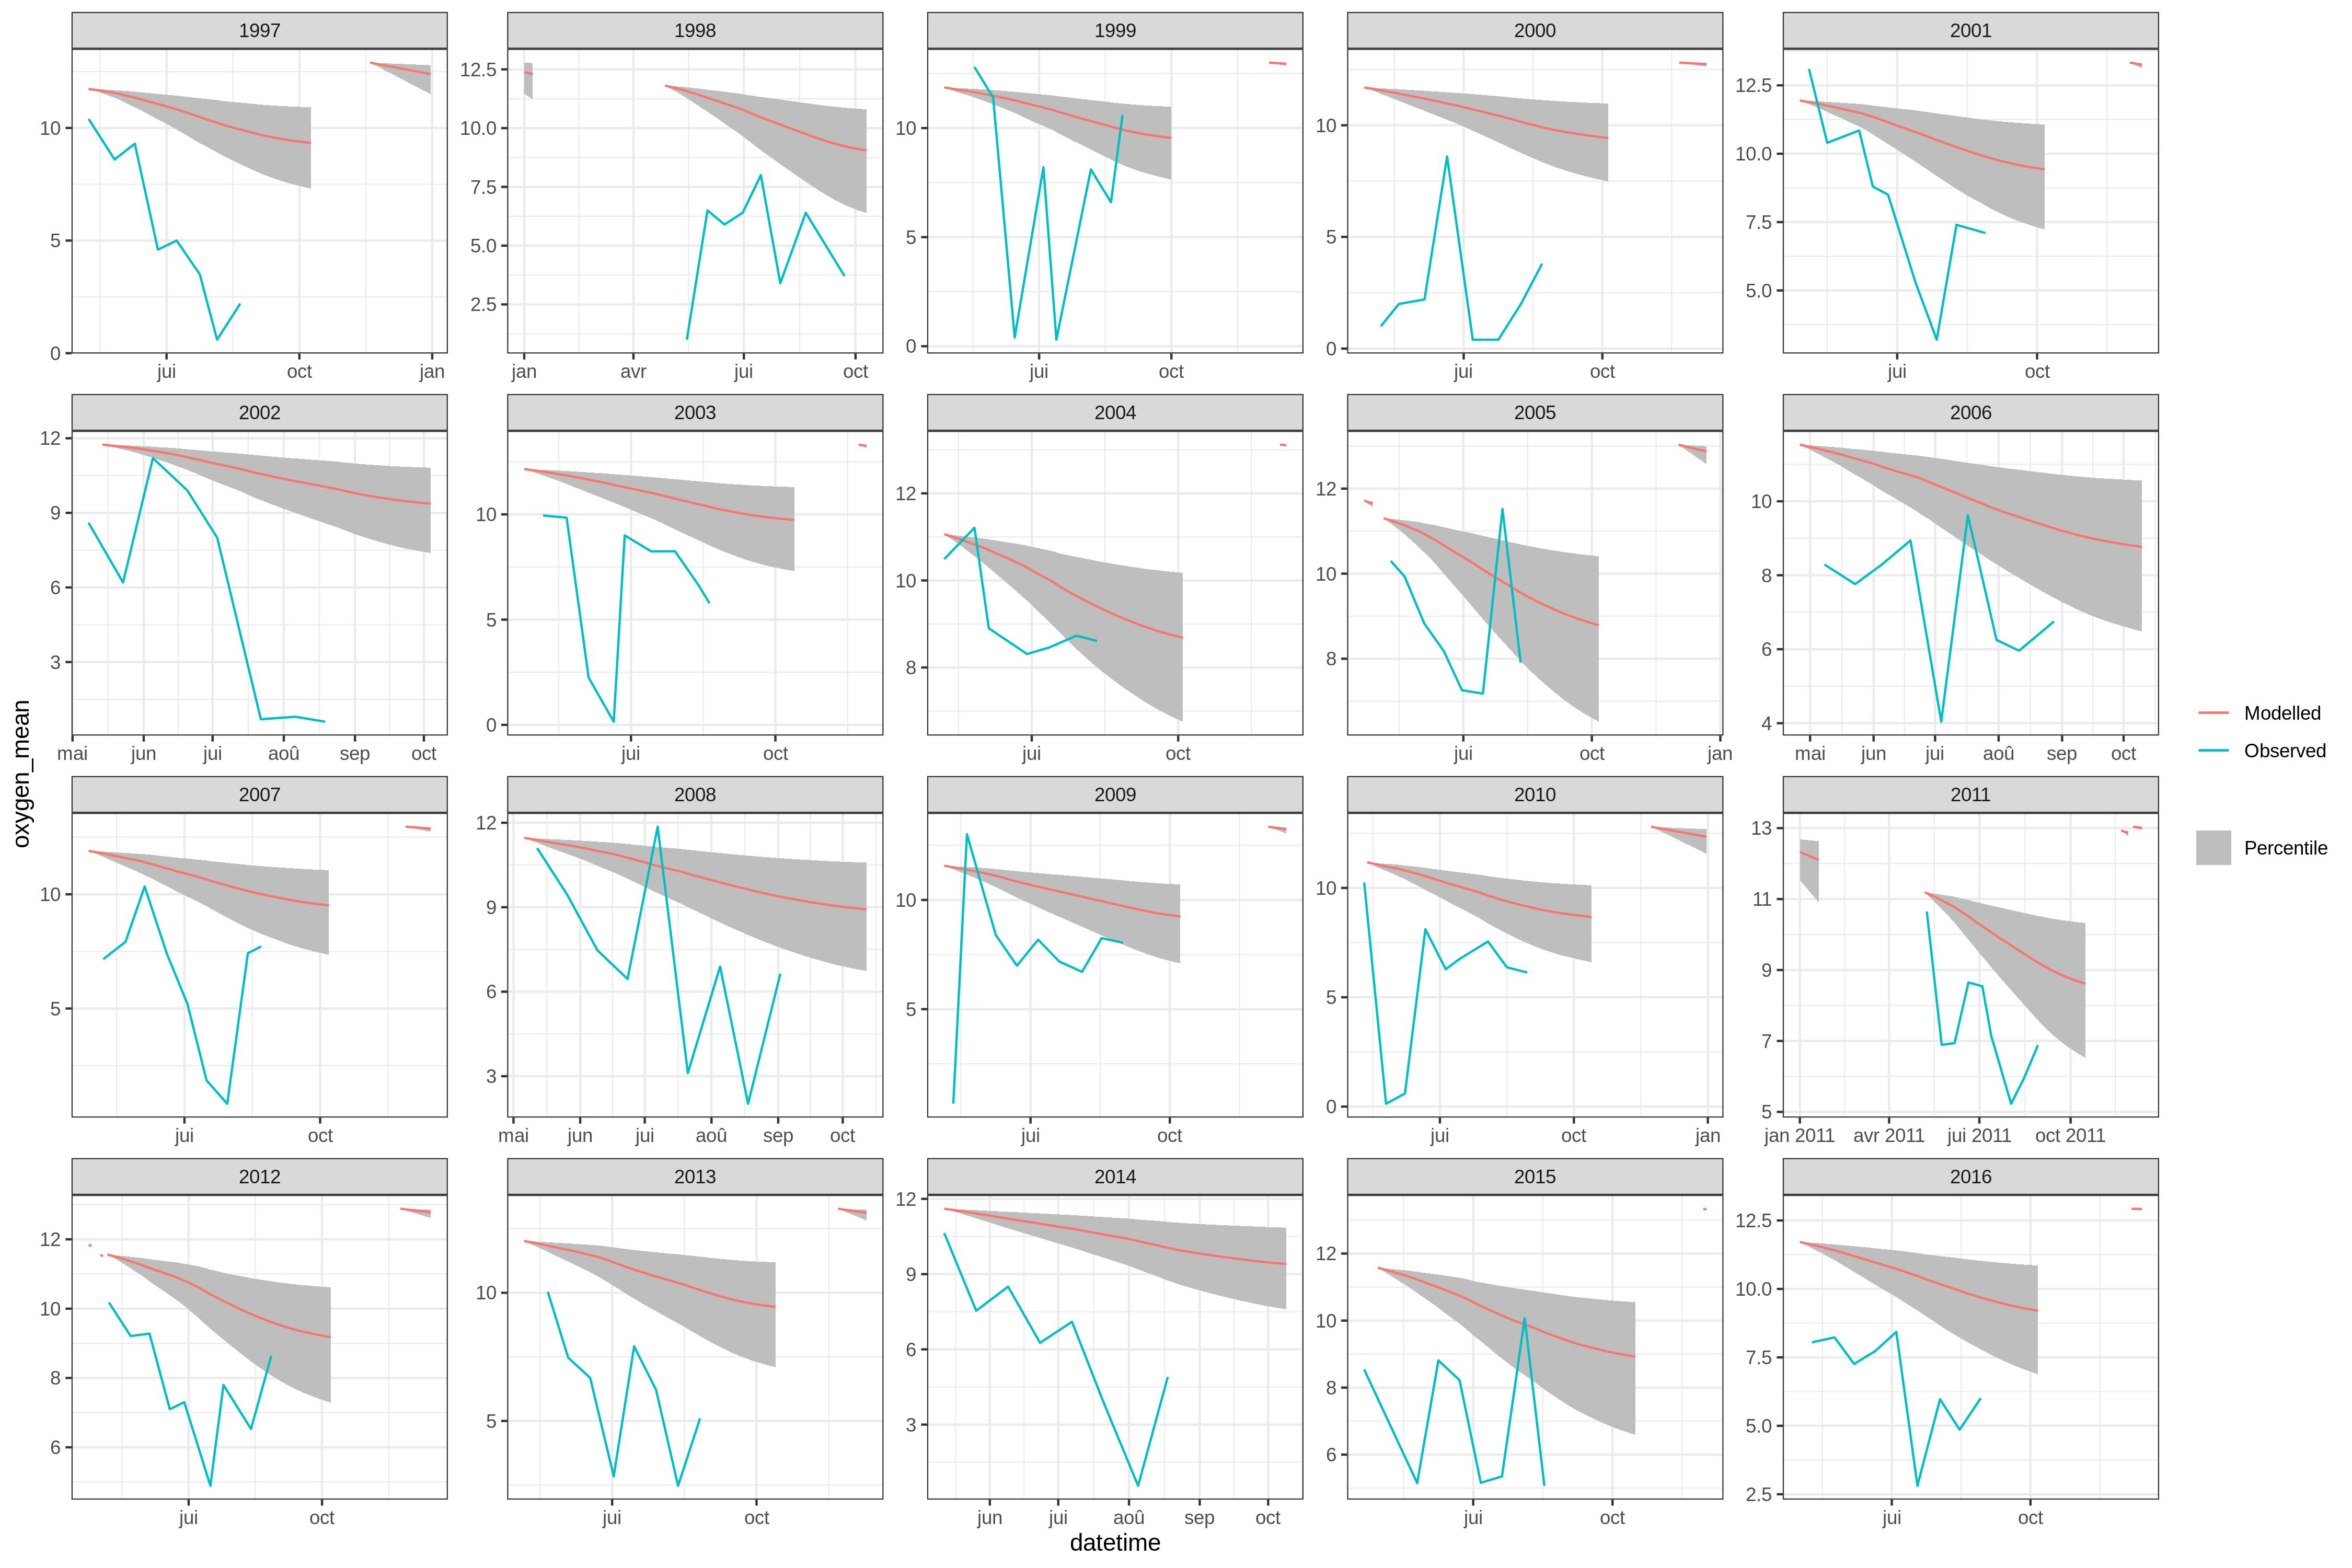 1997 1998 1999 2000 2001
10 5 0
12.5 10.0 7.5 5.0 2.5
10 5 0
10 5 0
12.5 10.0 7.5 5.0
jui oct jan
jan avr jui oct
jui oct
jui oct
jui oct
2002 2003 2004 2005 2006
12 9 6 3
10 5 0
12 10 8
12 10 8
10 8 6 4
mai jun jui aoû sep oct
jui oct
jui oct
jui oct jan
mai jun jui aoû sep oct
oxygen_mean
Modelled
Observed
Percentile
2007 2008 2009 2010 2011
10 5
12 9 6 3
10 5
10 5 0
13 11 9 7 5
jui oct
mai jun jui aoû sep oct
jui oct
jui oct jan
jan 2011 avr 2011 jui 2011 oct 2011
2012 2013 2014 2015 2016
12 10 8 6
10 5
12 9 6 3
12 10 8 6
12.5 10.0 7.5 5.0 2.5
jui oct
jui oct
jun jui aoû sep oct
jui oct
jui oct
datetime